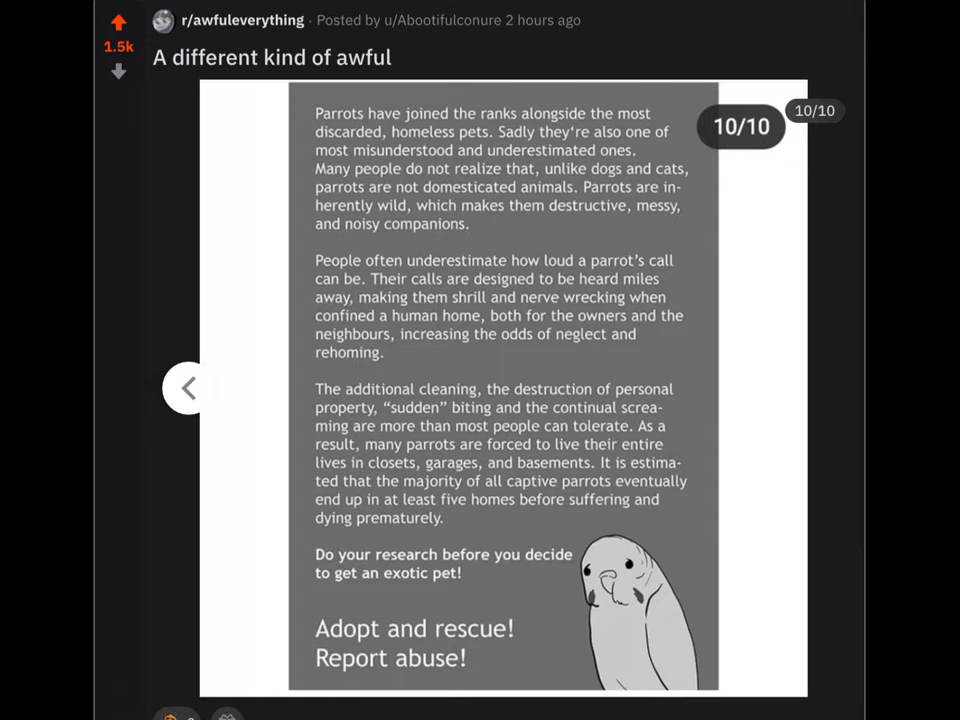 r/awfuleverything · Posted by u/Abootifulconure 2 hours ago
1.5k
A different kind of awful
10/10
10/10
Parrots have joined the ranks alongside the most
discarded, homeless pets. Sadly they're also one of
most misunderstood and underestimated ones.
Many people do not realize that, unlike dogs and cats,
parrots are not domesticated animals. Parrots are in-
herently wild, which makes them destructive, messy,
and noisy companions.
People often underestimate how loud a parrot's call
can be. Their calls are designed to be heard miles
away, making them shrill and nerve wrecking when
confined a human home, both for the owners and the
neighbours, increasing the odds of neglect and
rehoming.
The additional cleaning, the destruction of personal
property, “sudden” biting and the continual screa-
ming are more than most people can tolerate. As a
result, many parrots are forced to live their entire
lives in closets, garages, and basements. It is estima-
ted that the majority of all captive parrots eventually
end up in at least five homes before suffering and
dying prematurely.
Do your research before you decide
to get an exotic pet!
Adopt and rescue!
Report abuse!